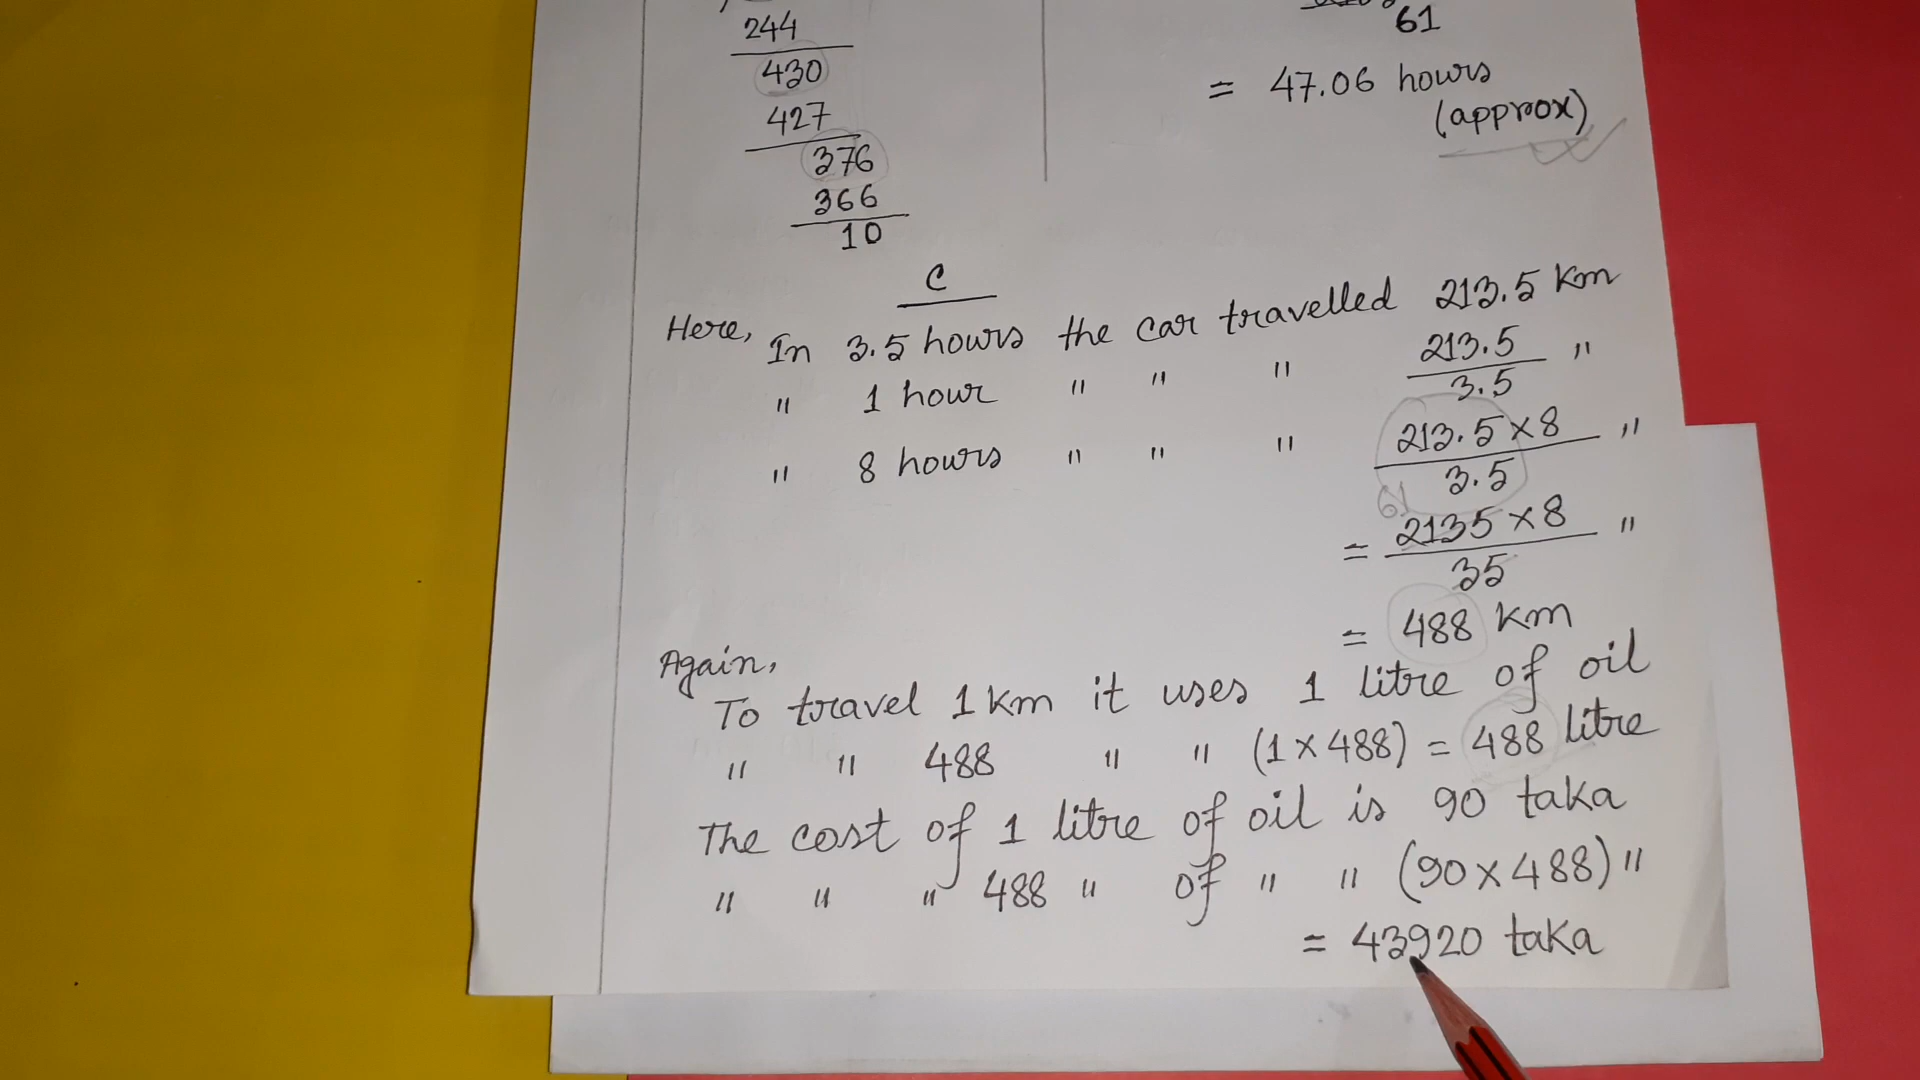 244
430
427
376
366
10
61
= 47.06 hours
(approx)
C
Here, In 3.5 hours the car travelled 213.5 Km
" 1 hour " " " 213.5 / 3.5 "
" 8 hours " " " 213.5 × 8 / 3.5 "
61
= 2135 × 8 / 35 "
= 488 Km
Again,
To travel 1 Km it uses 1 litre of oil
" " 488 " " (1 × 488) = 488 litre
The cost of 1 litre of oil is 90 taka
" " " 488 " of " " (90 × 488) "
= 43920 taka